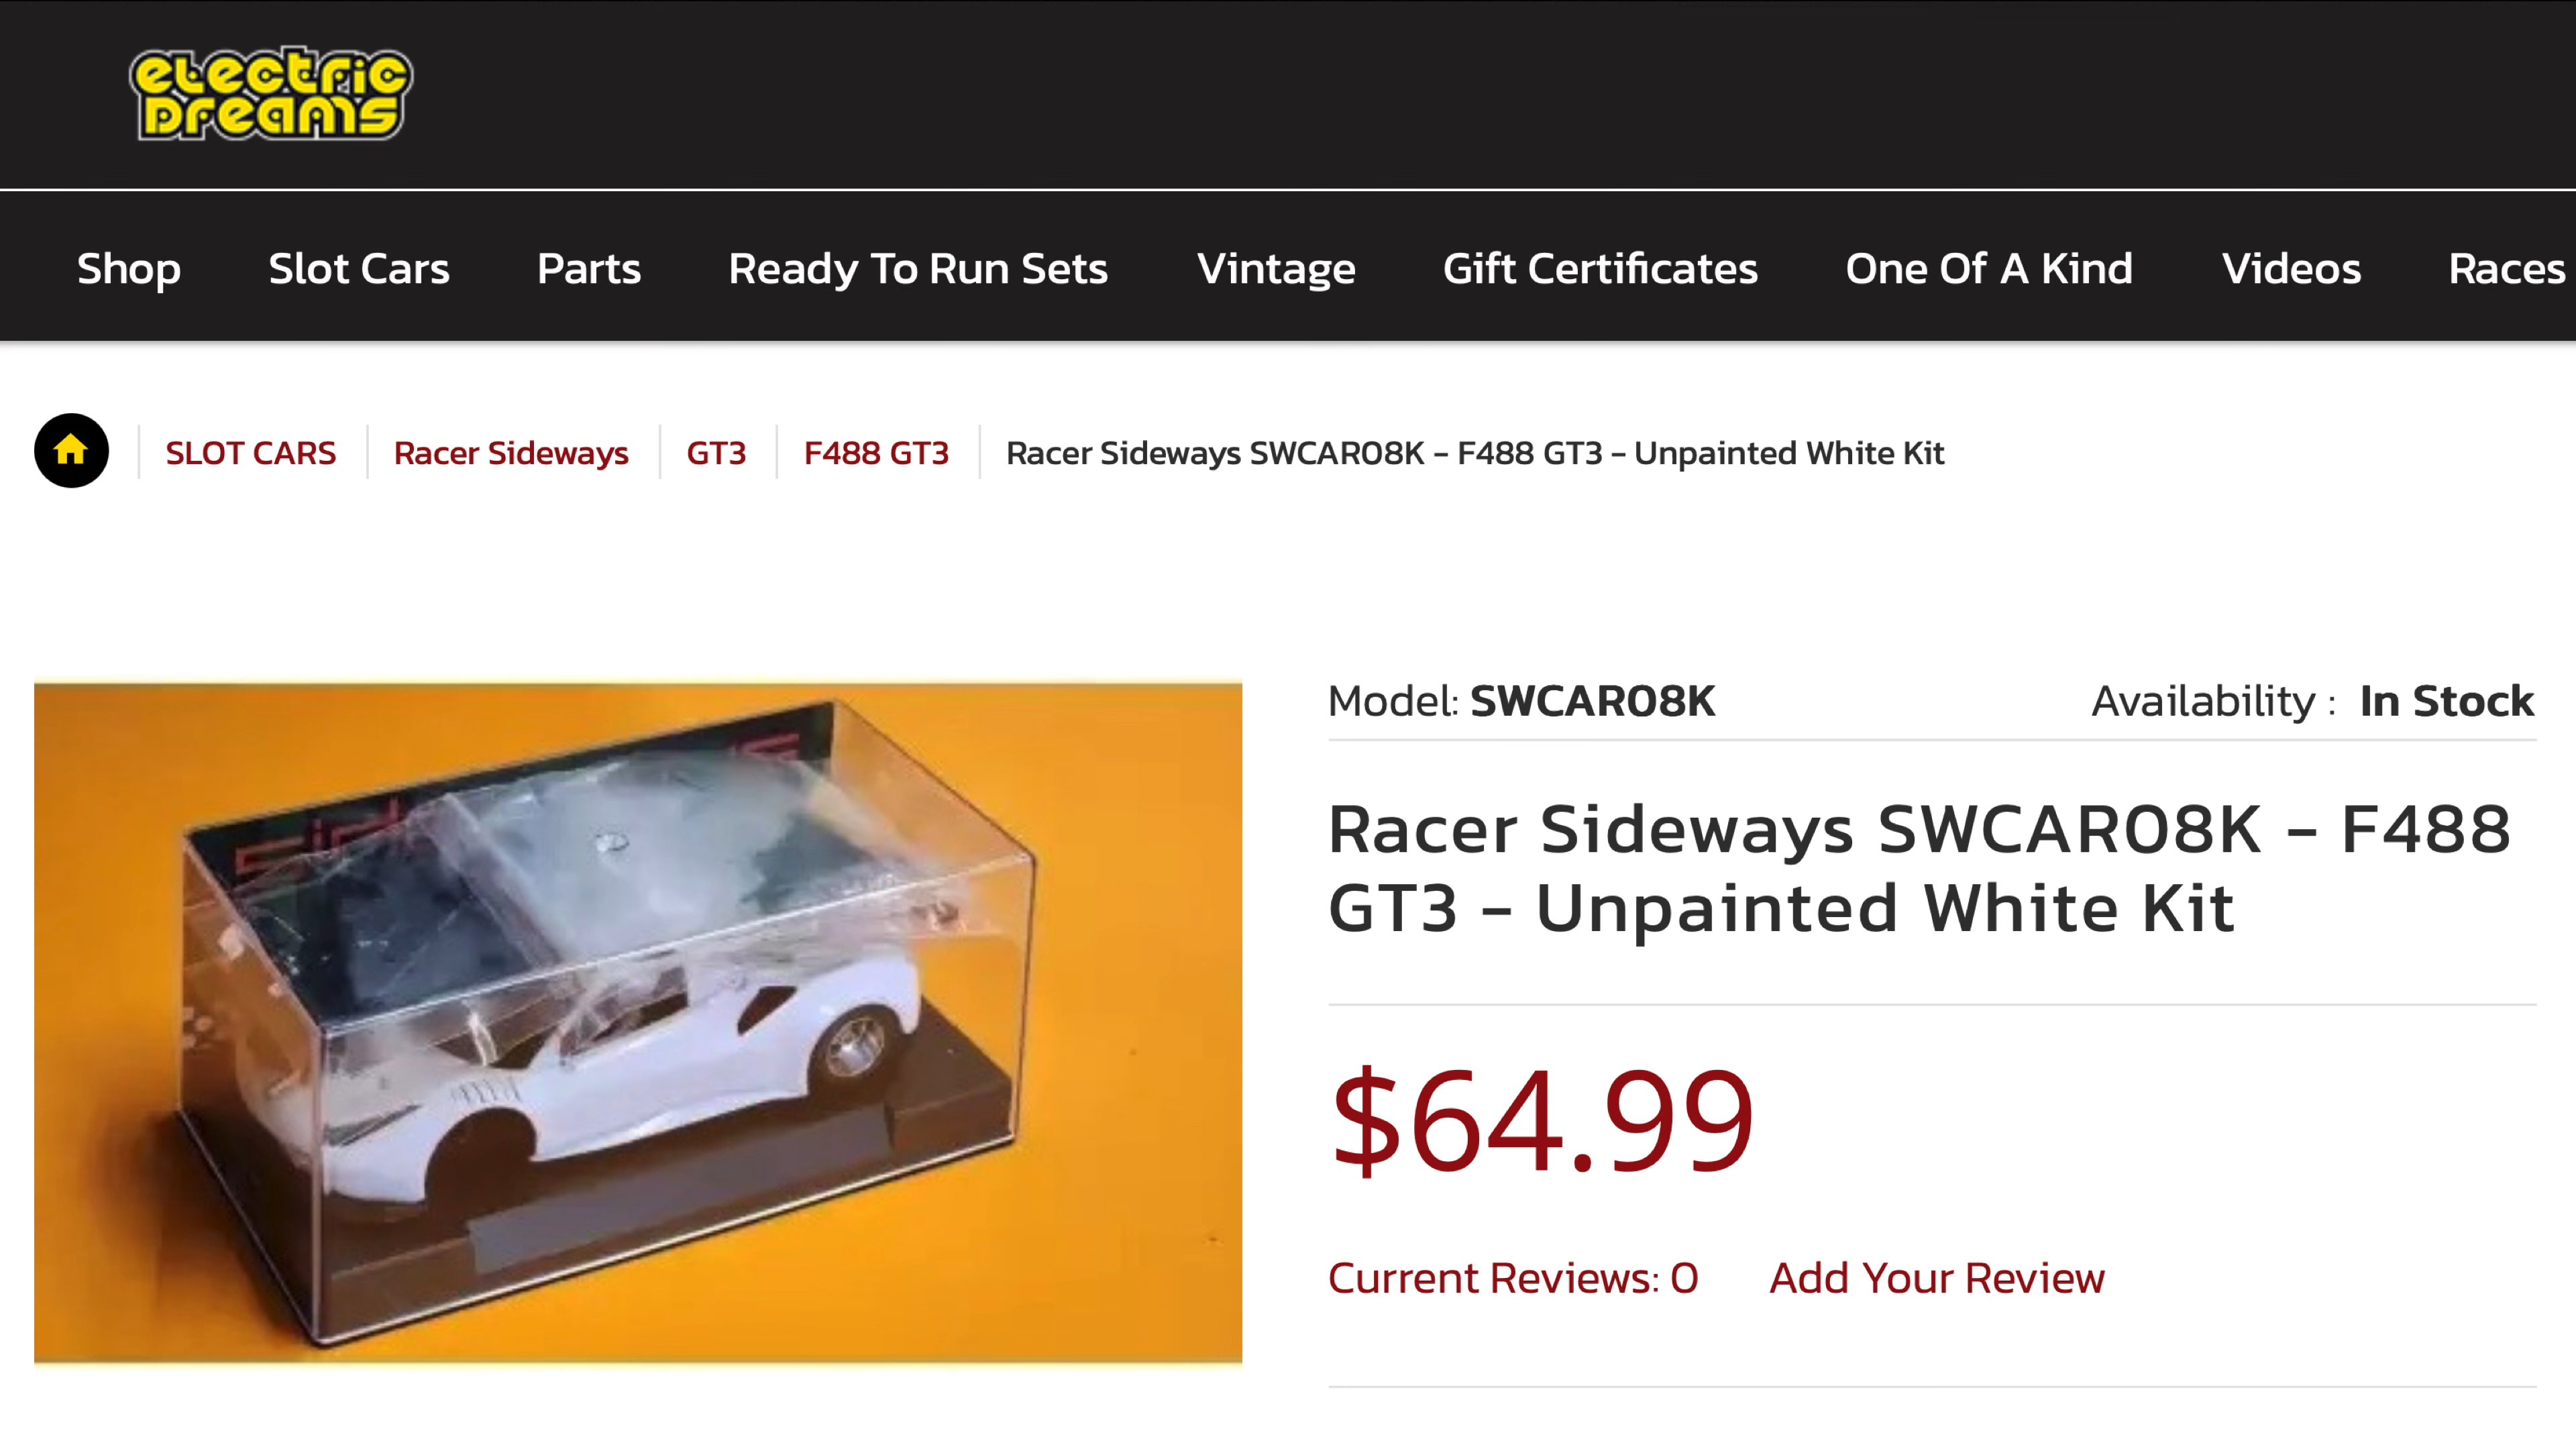 eLectric
Dreams
Shop Slot Cars Parts Ready To Run Sets Vintage Gift Certificates One Of A Kind Videos Races
SLOT CARS Racer Sideways GT3 F488 GT3 Racer Sideways SWCAR08K - F488 GT3 - Unpainted White Kit
Model: SWCAR08K Availability : In Stock
Racer Sideways SWCAR08K - F488
GT3 - Unpainted White Kit
$64.99
Current Reviews: 0 Add Your Review